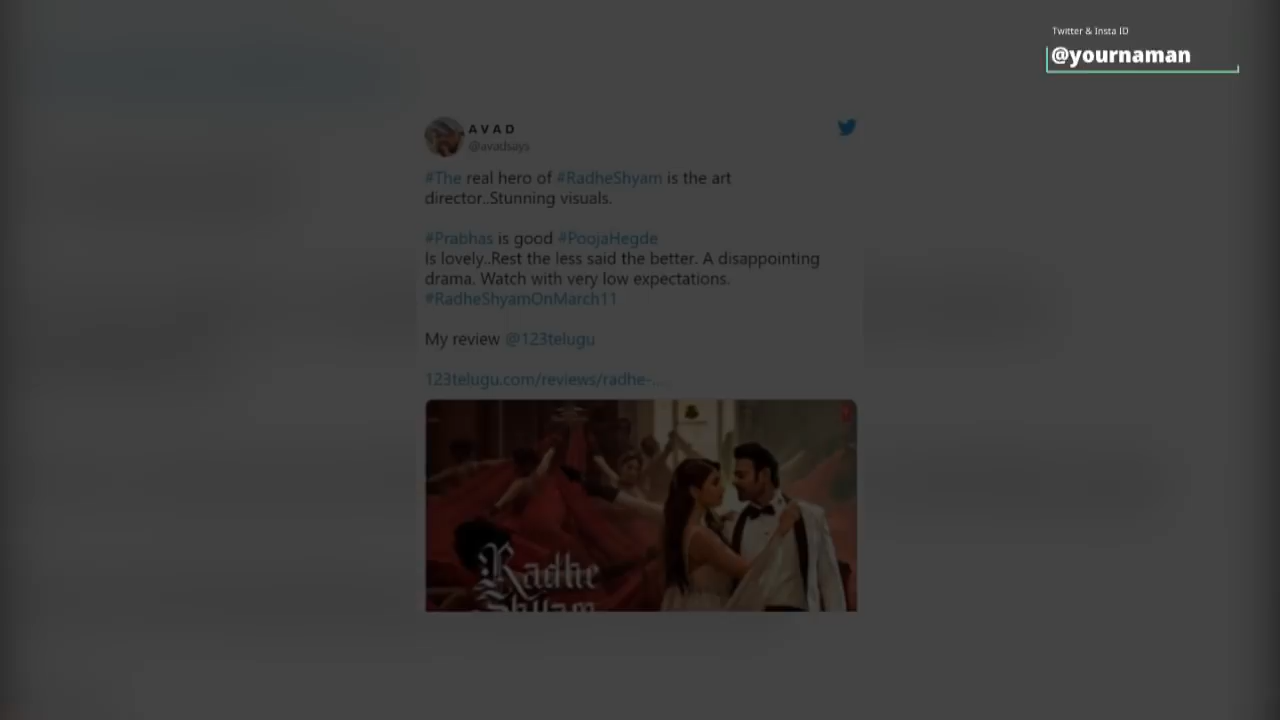 Twitter & Insta ID
@yournaman
A V A D
@avadsays
#The real hero of #RadheShyam is the art
director..Stunning visuals.
#Prabhas is good #PoojaHegde
Is lovely..Rest the less said the better. A disappointing
drama. Watch with very low expectations.
#RadheShyamOnMarch11
My review @123telugu
123telugu.com/reviews/radhe-...
Radhe
Shyam